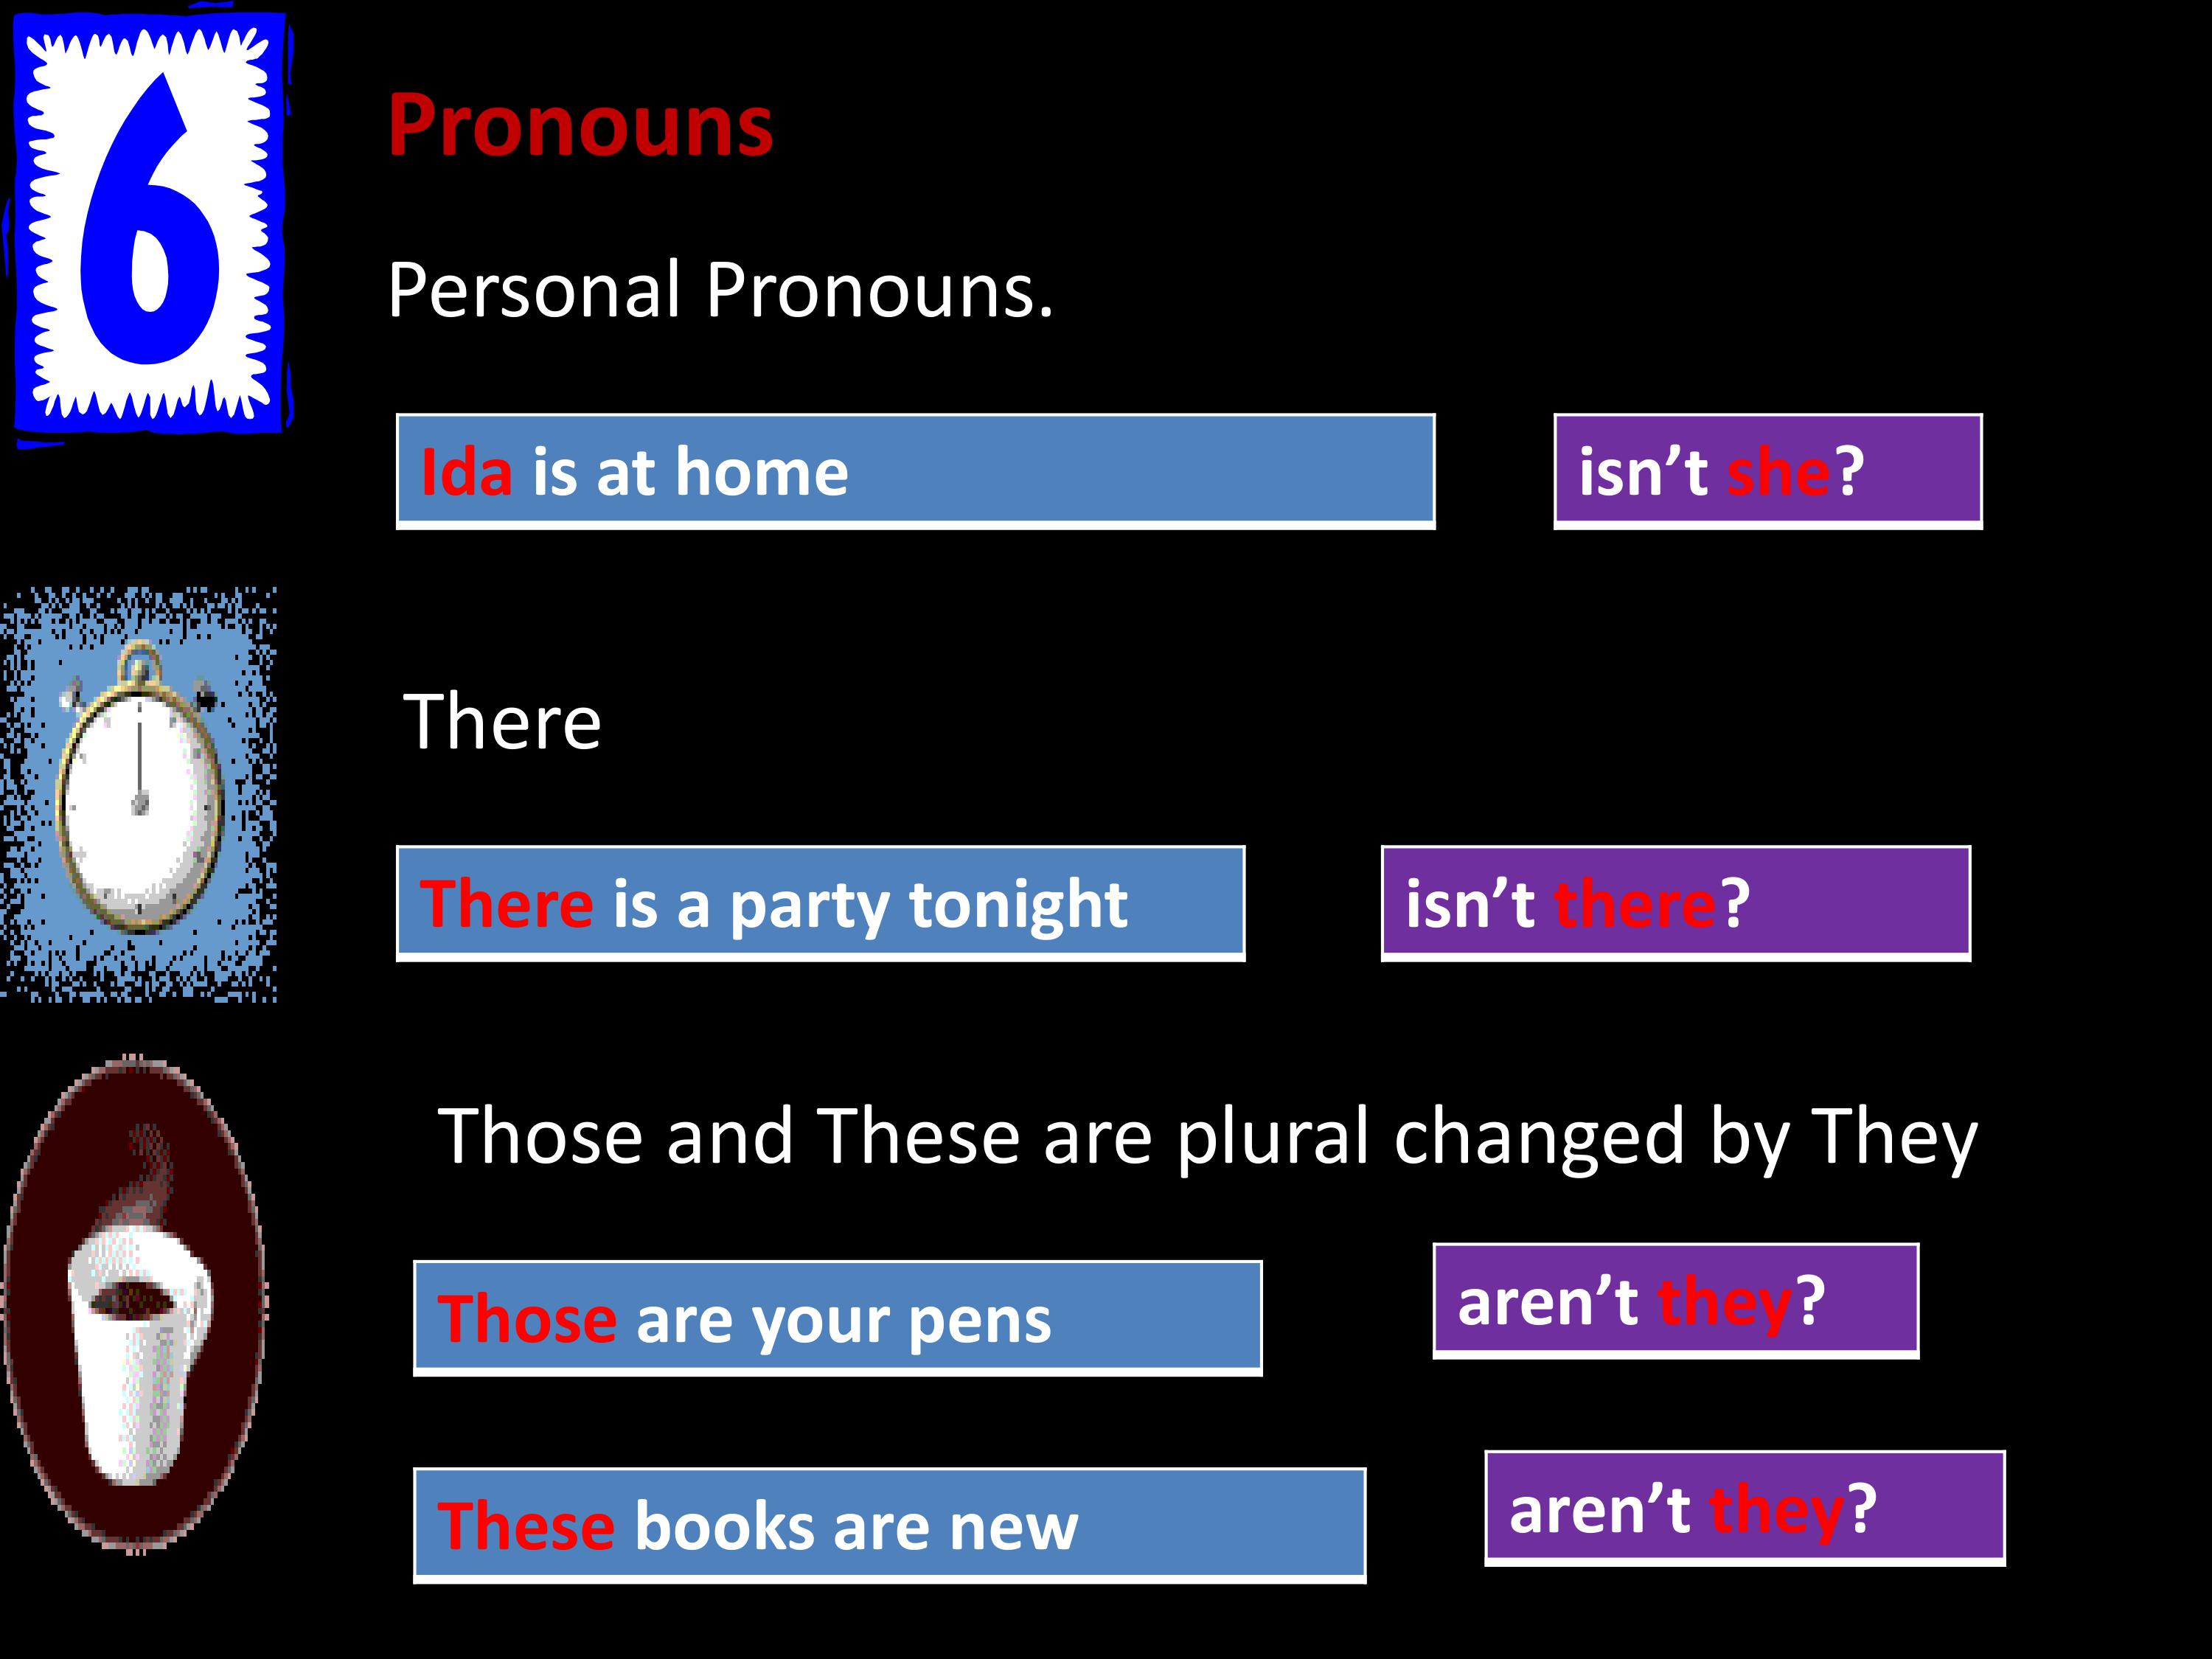 6
Pronouns
Personal Pronouns.
Ida is at home
isn’t she?
There
There is a party tonight
isn’t there?
Those and These are plural changed by They
Those are your pens
aren’t they?
These books are new
aren’t they?